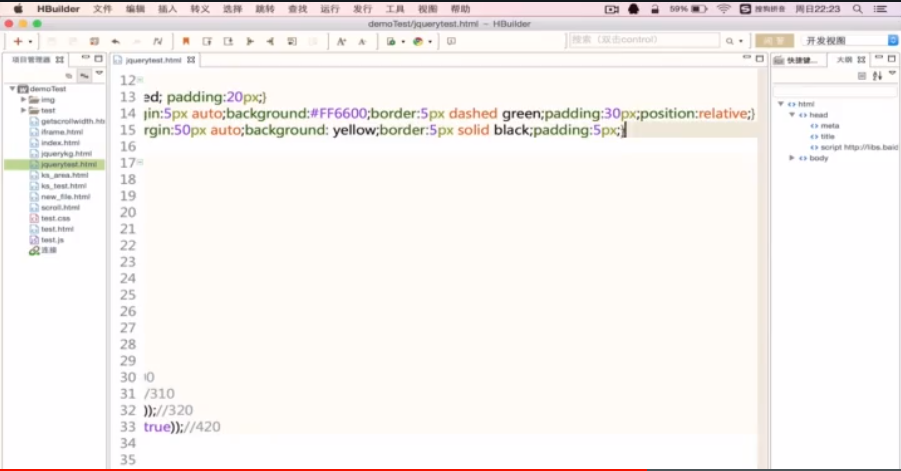 HBuilder 文件 编辑 插入 转义 选择 跳转 查找 运行 发行 工具 视图 帮助 59% 搜狗拼音 周日22:23
demoTest/jquerytest.html — HBuilder
搜索（双击control） 开发视图
项目管理器 jquerytest.html 快捷键... 大纲
demoTest
img
test
getscrollwidth.ht
iframe.html
index.html
jquerykg.html
jquerytest.html
ks_area.html
ks_test.html
new_file.html
scroll.html
test.css
test.html
test.js
连接
12
13 ed; padding:20px;}
14 gin:5px auto;background:#FF6600;border:5px dashed green;padding:30px;position:relative;}
15 rgin:50px auto;background: yellow;border:5px solid black;padding:5px;}
16
17
18
19
20
21
22
23
24
25
26
27
28
29
30 00
31 /310
32 ));//320
33 true));//420
34
35
html
head
meta
title
script http://libs.baid
body